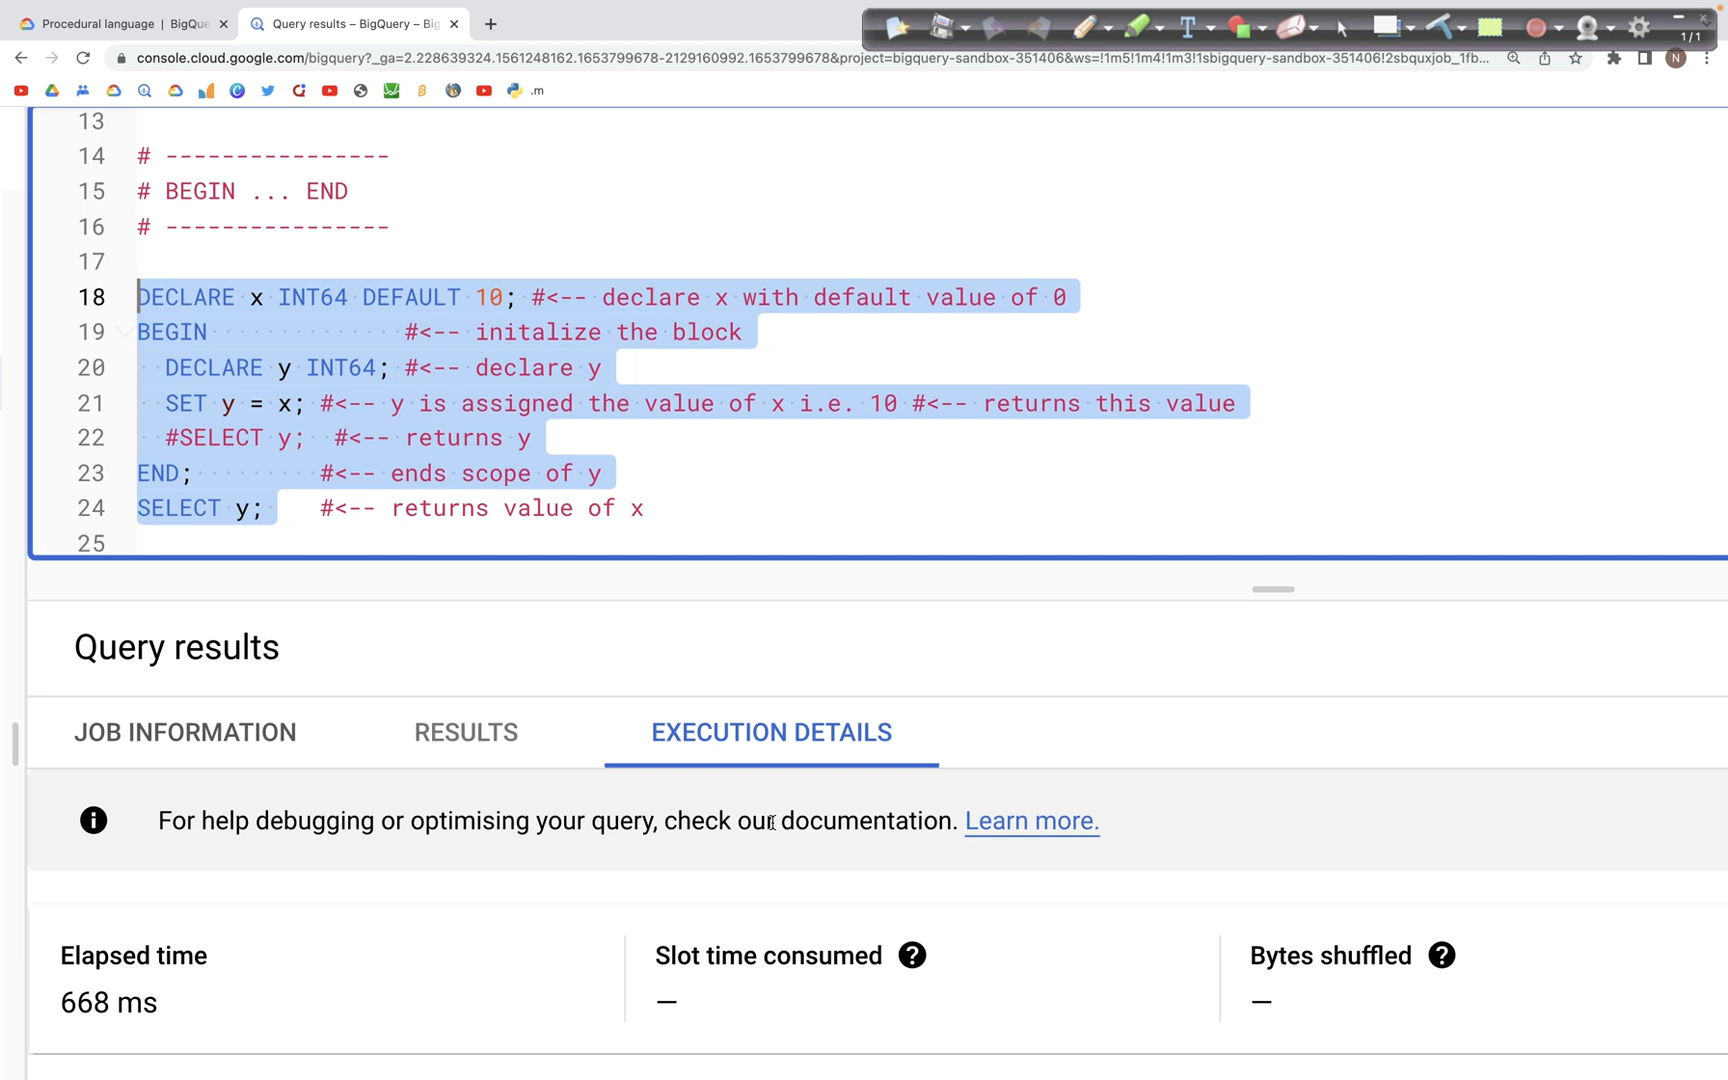 Procedural language | BigQue
Query results – BigQuery – Big
1/1
console.cloud.google.com/bigquery?_ga=2.228639324.1561248162.1653799678-2129160992.1653799678&project=bigquery-sandbox-351406&ws=!1m5!1m4!1m3!1sbigquery-sandbox-351406!2sbquxjob_1fb...
N
.m
13
14 # ----------------
15 # BEGIN ... END
16 # ----------------
17
18 DECLARE x INT64 DEFAULT 10; #<-- declare x with default value of 0
19 BEGIN #<-- initalize the block
20 DECLARE y INT64; #<-- declare y
21 SET y = x; #<-- y is assigned the value of x i.e. 10 #<-- returns this value
22 #SELECT y; #<-- returns y
23 END; #<-- ends scope of y
24 SELECT y; #<-- returns value of x
25
Query results
JOB INFORMATION RESULTS EXECUTION DETAILS
For help debugging or optimising your query, check our documentation. Learn more.
Elapsed time Slot time consumed Bytes shuffled
668 ms — —